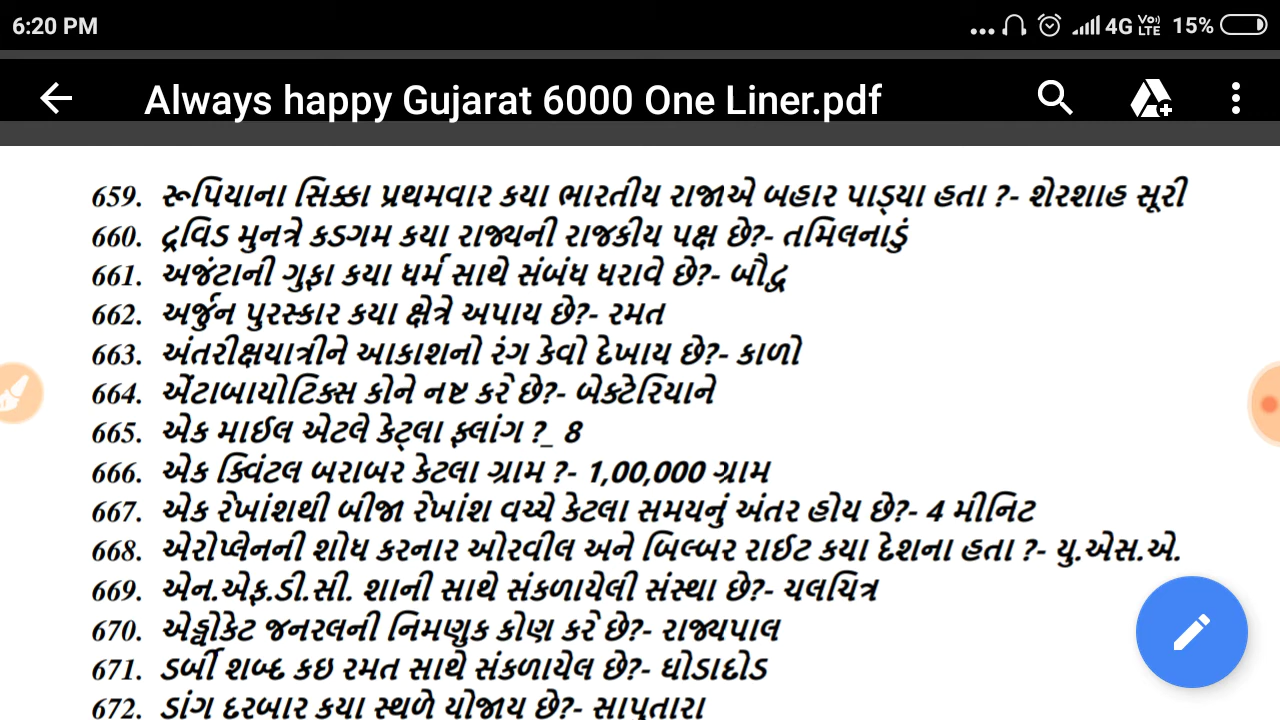 6:20 PM ... 4G Vo)) LTE 15%
Always happy Gujarat 6000 One Liner.pdf
659. રૂપિયાના સિક્કા પ્રથમવાર કયા ભારતીય રાજાએ બહાર પાડ્યા હતા ?- શેરશાહ સૂરી
660. દ્રવિડ મુનત્રે કડગમ કયા રાજ્યની રાજકીય પક્ષ છે?- તમિલનાડું
661. અજંટાની ગુફા કયા ધર્મ સાથે સંબંધ ધરાવે છે?- બૌદ્ધ
662. અર્જુન પુરસ્કાર કયા ક્ષેત્રે અપાય છે?- રમત
663. અંતરીક્ષયાત્રીને આકાશનો રંગ કેવો દેખાય છે?- કાળો
664. એંટાબાયોટિક્સ કોને નષ્ટ કરે છે?- બેક્ટેરિયાને
665. એક માઈલ એટલે કેટ્લા ફ્લાંગ ?_ 8
666. એક ક્વિંટલ બરાબર કેટલા ગ્રામ ?- 1,00,000 ગ્રામ
667. એક રેખાંશથી બીજા રેખાંશ વચ્ચે કેટલા સમયનું અંતર હોય છે?- 4 મીનિટ
668. એરોપ્લેનની શોધ કરનાર ઓરવીલ અને બિલ્બર રાઈટ કયા દેશના હતા ?- યુ.એસ.એ.
669. એન.એફ.ડી.સી. શાની સાથે સંકળાયેલી સંસ્થા છે?- ચલચિત્ર
670. એડ્વોકેટ જનરલની નિમણુક કોણ કરે છે?- રાજ્યપાલ
671. ડર્બી શબ્દ કઇ રમત સાથે સંકળાયેલ છે?- ઘોડાદોડ
672. ડાંગ દરબાર કયા સ્થળે યોજાય છે?- સાપુતારા